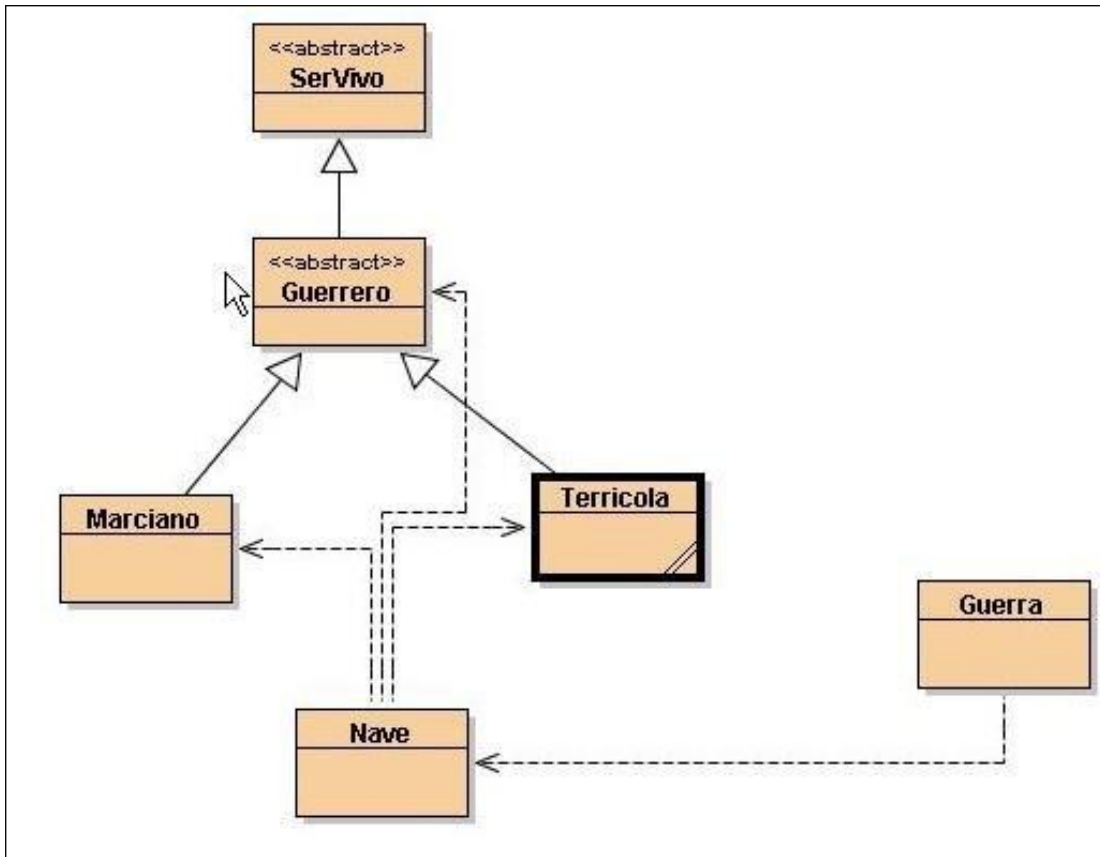 <<abstract>>
SerVivo
<<abstract>>
Guerrero
Marciano
Terricola
Guerra
Nave